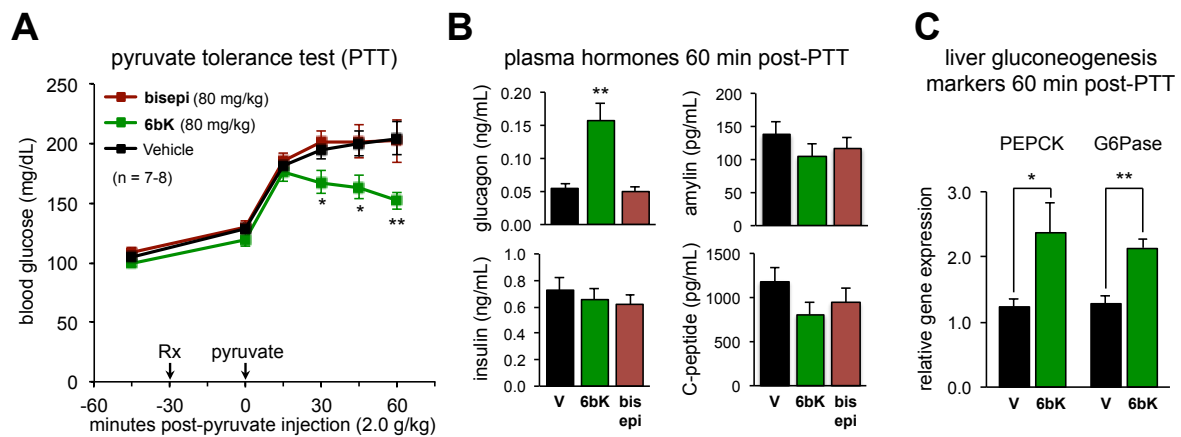 A
pyruvate tolerance test (PTT)
blood glucose (mg/dL)
250
200
150
100
50
0
bisepi (80 mg/kg)
6bK (80 mg/kg)
Vehicle
(n = 7-8)
*
*
**
Rx
pyruvate
-60
-30
0
30
60
minutes post-pyruvate injection (2.0 g/kg)
B
plasma hormones 60 min post-PTT
glucagon (ng/mL)
0.20
0.15
0.10
0.05
0.00
**
amylin (pg/mL)
200
150
100
50
0
insulin (ng/mL)
1.0
0.8
0.6
0.4
0.2
0.0
V
6bK
bis
epi
C-peptide (pg/mL)
1500
1000
500
0
V
6bK
bis
epi
C
liver gluconeogenesis
markers 60 min post-PTT
PEPCK
G6Pase
relative gene expression
3.0
2.0
1.0
0.0
*
**
V
6bK
V
6bK